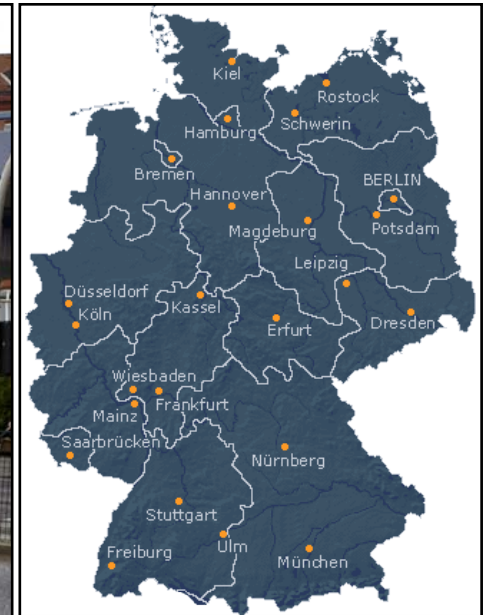 Kiel
Rostock
Schwerin
Hamburg
Bremen
Hannover
BERLIN
Magdeburg
Potsdam
Leipzig
Düsseldorf
Kassel
Köln
Erfurt
Dresden
Wiesbaden
Mainz
Frankfurt
Saarbrücken
Nürnberg
Stuttgart
Ulm
Freiburg
München